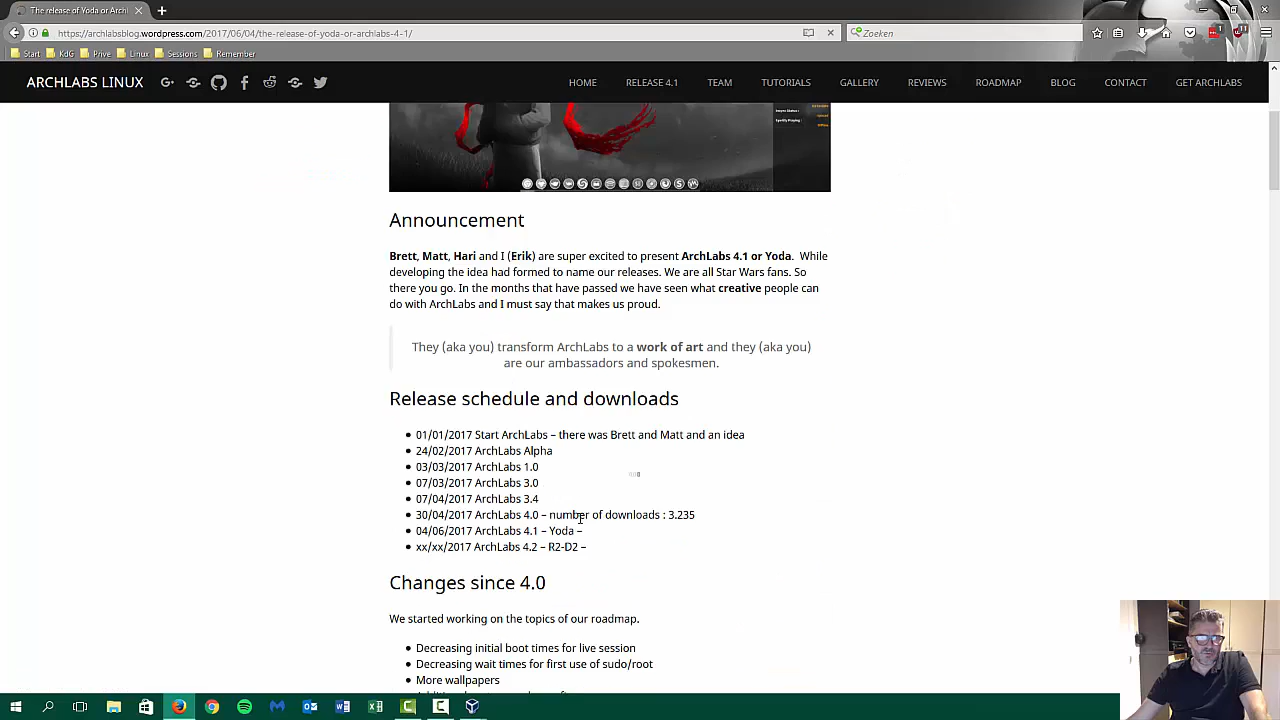 The release of Yoda or Archi
https://archlabsblog.wordpress.com/2017/06/04/the-release-of-yoda-or-archlabs-4-1/
Zoeken
Start
KdG
Prive
Linux
Sessions
Remember
ARCHLABS LINUX
HOME
RELEASE 4.1
TEAM
TUTORIALS
GALLERY
REVIEWS
ROADMAP
BLOG
CONTACT
GET ARCHLABS
Announcement
Brett, Matt, Hari and I (Erik) are super excited to present ArchLabs 4.1 or Yoda. While
developing the idea had formed to name our releases. We are all Star Wars fans. So
there you go. In the months that have passed we have seen what creative people can
do with ArchLabs and I must say that makes us proud.
They (aka you) transform ArchLabs to a work of art and they (aka you)
are our ambassadors and spokesmen.
Release schedule and downloads
01/01/2017 Start ArchLabs – there was Brett and Matt and an idea
24/02/2017 ArchLabs Alpha
03/03/2017 ArchLabs 1.0
07/03/2017 ArchLabs 3.0
07/04/2017 ArchLabs 3.4
30/04/2017 ArchLabs 4.0 – number of downloads : 3.235
04/06/2017 ArchLabs 4.1 – Yoda –
xx/xx/2017 ArchLabs 4.2 – R2-D2 –
Changes since 4.0
We started working on the topics of our roadmap.
Decreasing initial boot times for live session
Decreasing wait times for first use of sudo/root
More wallpapers